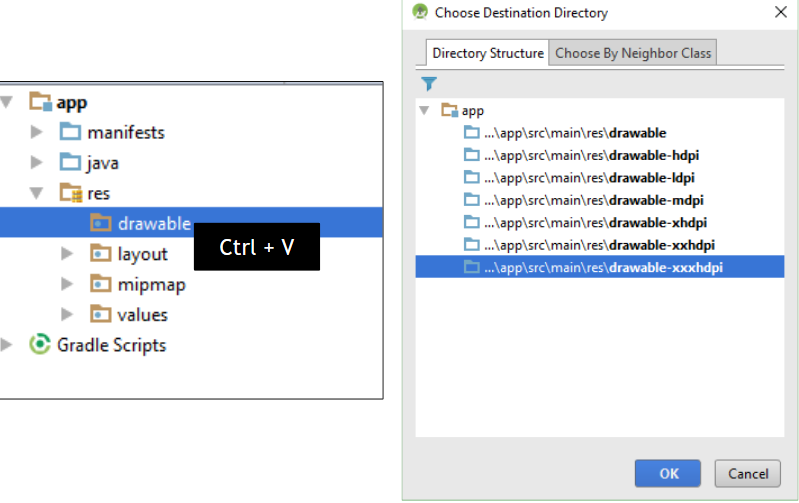 app
manifests
java
res
drawable
Ctrl + V
layout
mipmap
values
Gradle Scripts
Choose Destination Directory
Directory Structure
Choose By Neighbor Class
app
...\app\src\main\res\drawable
...\app\src\main\res\drawable-hdpi
...\app\src\main\res\drawable-ldpi
...\app\src\main\res\drawable-mdpi
...\app\src\main\res\drawable-xhdpi
...\app\src\main\res\drawable-xxhdpi
...\app\src\main\res\drawable-xxxhdpi
OK
Cancel